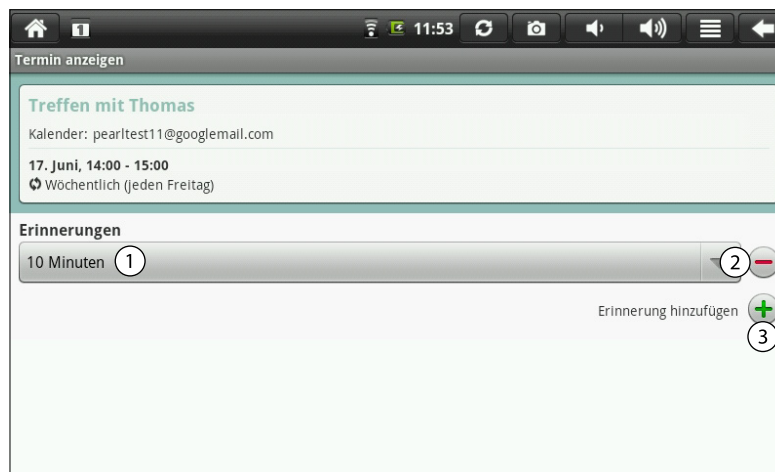 1 11:53
Termin anzeigen
Treffen mit Thomas
Kalender: pearltest11@googlemail.com
17. Juni, 14:00 - 15:00
Wöchentlich (jeden Freitag)
Erinnerungen
10 Minuten 1 2
Erinnerung hinzufügen
3